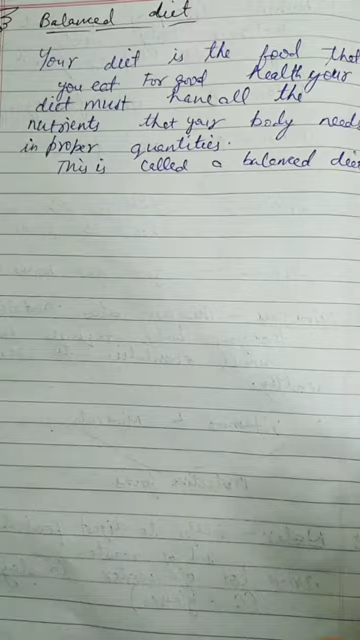 Balanced diet
Your diet is the food that
you eat For good health your
diet must have all the
nutrients that your body needs
in proper quantities.
This is called a balanced diet